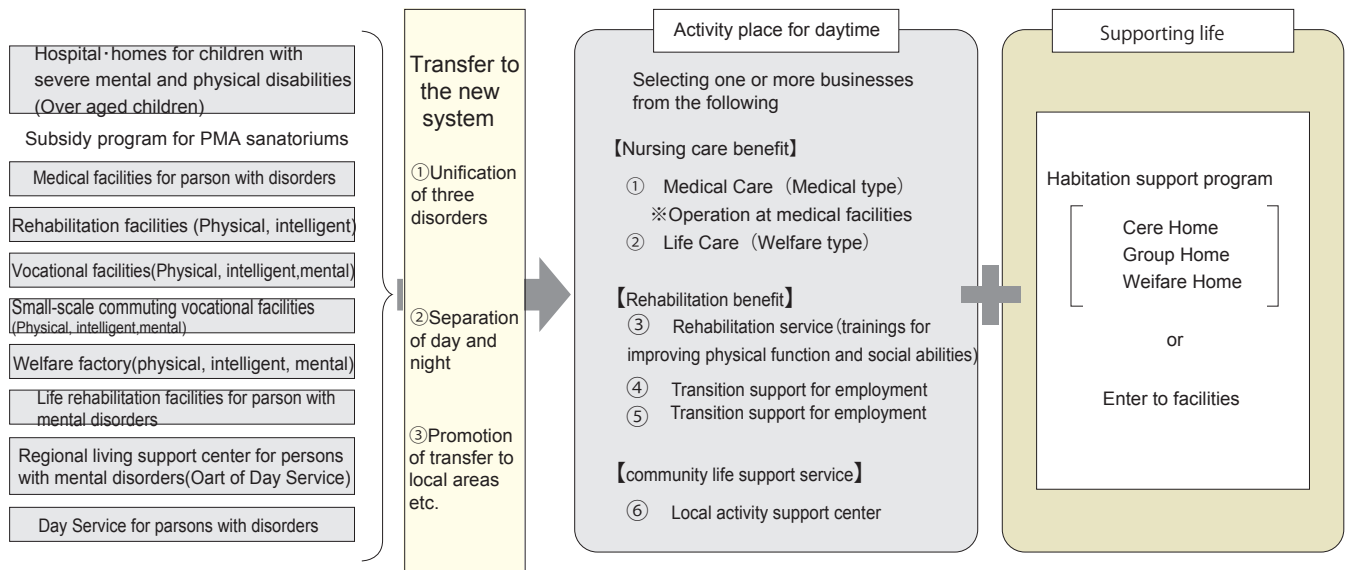 Hospital･homes for children with
severe mental and physical disabilities
(Over aged children)
Subsidy program for PMA sanatoriums
Medical facilities for parson with disorders
Rehabilitation facilities (Physical, intelligent)
Vocational facilities(Physical, intelligent,mental)
Small-scale commuting vocational facilities
(Physical, intelligent,mental)
Welfare factory(physical, intelligent, mental)
Life rehabilitation facilities for parson with
mental disorders
Regional living support center for persons
with mental disorders(Oart of Day Service)
Day Service for parsons with disorders
Transfer to
the new
system
①Unification
of three
disorders
②Separation
of day and
night
③Promotion
of transfer to
local areas
etc.
Activity place for daytime
Selecting one or more businesses
from the following
【Nursing care benefit】
① Medical Care（Medical type）
※Operation at medical facilities
② Life Care（Welfare type）
【Rehabilitation benefit】
③ Rehabilitation service（trainings for
improving physical function and social abilities)
④ Transition support for employment
⑤ Transition support for employment
【community life support service】
⑥ Local activity support center
Supporting life
Habitation support program
Cere Home
Group Home
Weifare Home
or
Enter to facilities